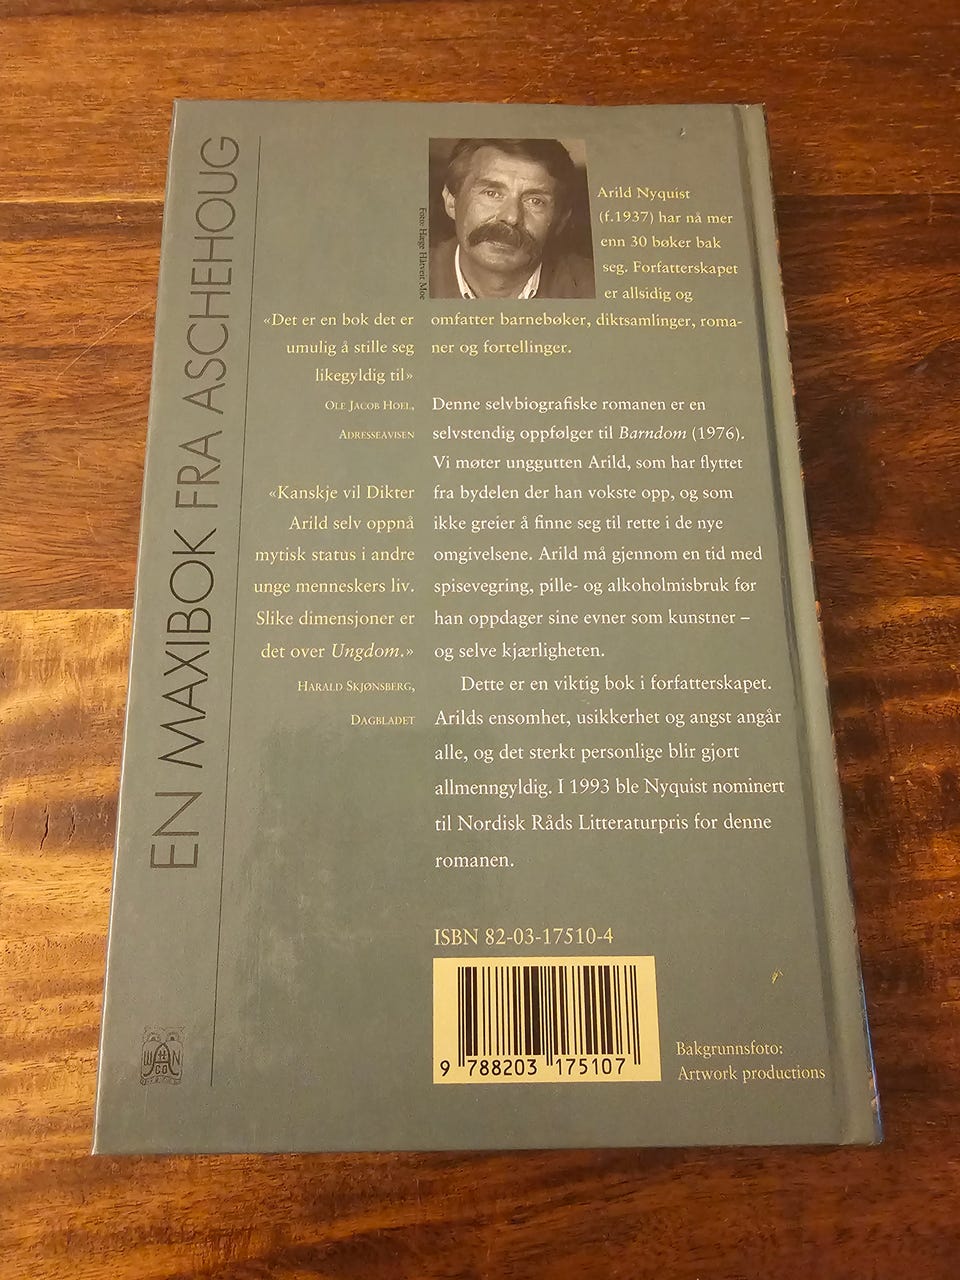 EN MAXIBOK FRA ASCHEHOUG
Foto: Hege Hatveit Moe
Arild Nyquist
(f.1937) har nå mer
enn 30 bøker bak
seg. Forfatterskapet
er allsidig og
omfatter barnebøker, diktsamlinger, roma-
ner og fortellinger.
«Det er en bok det er
umulig å stille seg
likegyldig til»
OLE JACOB HOEL,
ADRESSEAVISEN
«Kanskje vil Dikter
Arild selv oppnå
mytisk status i andre
unge menneskers liv.
Slike dimensjoner er
det over Ungdom.»
HARALD SKJØNSBERG,
DAGBLADET
Denne selvbiografiske romanen er en
selvstendig oppfølger til Barndom (1976).
Vi møter unggutten Arild, som har flyttet
fra bydelen der han vokste opp, og som
ikke greier å finne seg til rette i de nye
omgivelsene. Arild må gjennom en tid med
spisevegring, pille- og alkoholmisbruk før
han oppdager sine evner som kunstner –
og selve kjærligheten.
Dette er en viktig bok i forfatterskapet.
Arilds ensomhet, usikkerhet og angst angår
alle, og det sterkt personlige blir gjort
allmenngyldig. I 1993 ble Nyquist nominert
til Nordisk Råds Litteraturpris for denne
romanen.
ISBN 82-03-17510-4
9 788203 175107
Bakgrunnsfoto:
Artwork productions